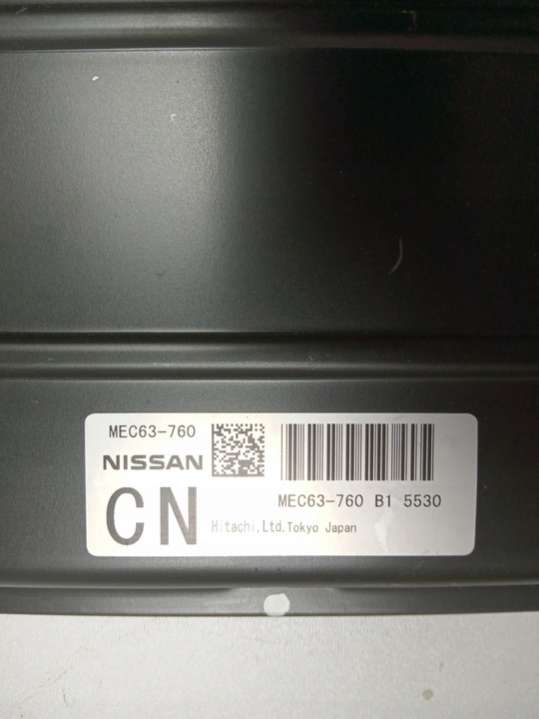 MEC63-760
NISSAN
CN
MEC63-760 B1 5530
Hitachi,Ltd.Tokyo Japan